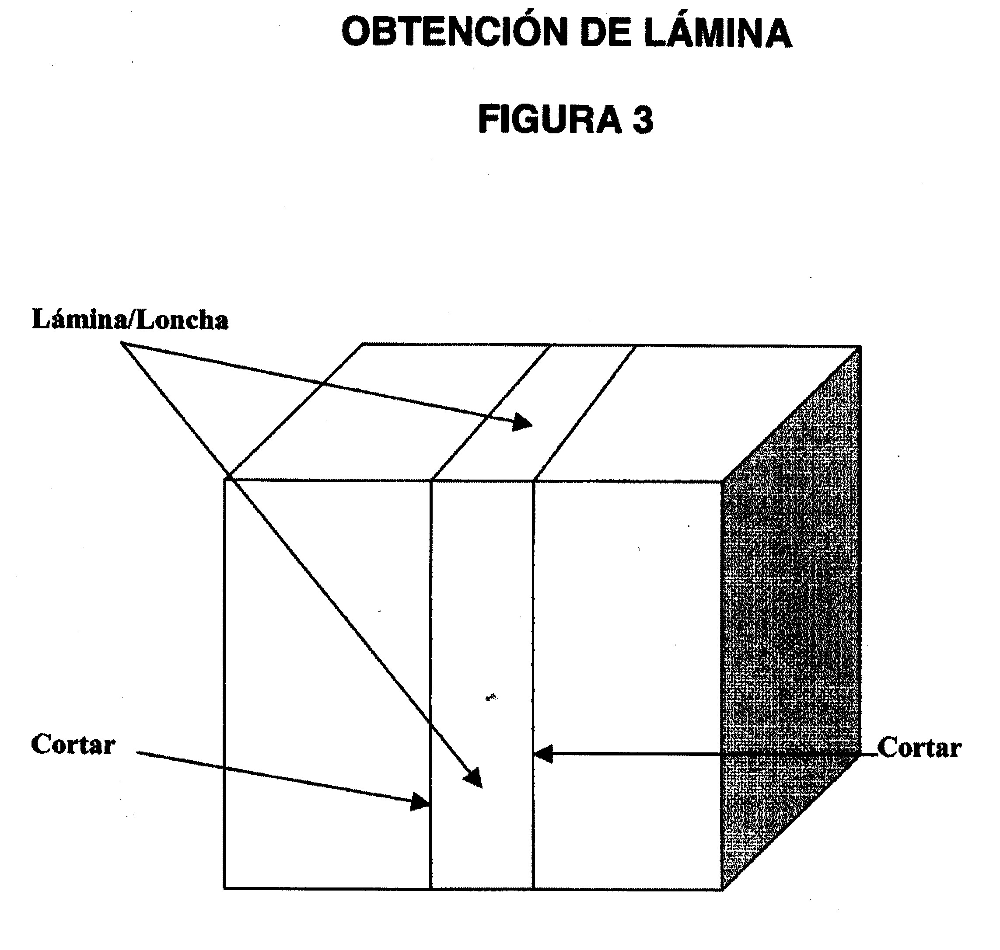 OBTENCIÓN DE LÁMINA
FIGURA 3
Lámina/Loncha
Cortar
Cortar